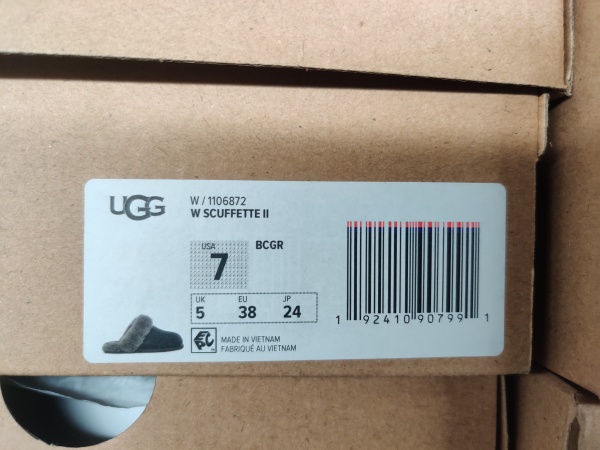 UGG
W / 1106872
W SCUFFETTE II
USA
7
BCGR
UK EU JP
5 38 24
MADE IN VIETNAM
FABRIQUÉ AU VIETNAM
1 92410 90799 1